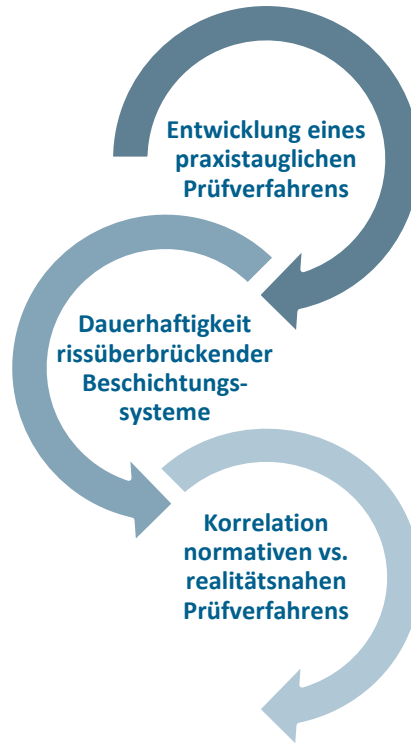 Entwicklung eines
praxistauglichen
Prüfverfahrens
Dauerhaftigkeit
rissüberbrückender
Beschichtungs-
systeme
Korrelation
normativen vs.
realitätsnahen
Prüfverfahrens